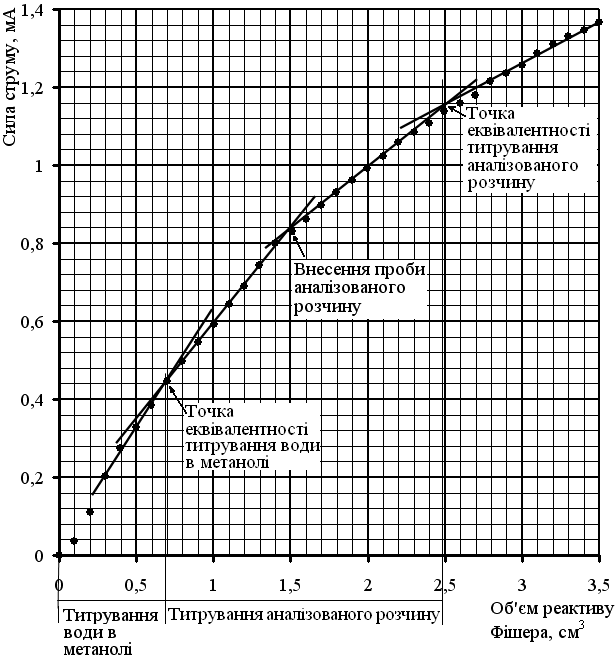 Сила струму, мА
1,4
1,2
1
0,8
0,6
0,4
0,2
0
Точка
еквівалентності
титрування
аналізованого
розчину
Внесення проби
аналізованого
розчину
Точка
еквівалентності
титрування води
в метанолі
0 0,5 1 1,5 2 2,5 3 3,5
Титрування
води в
метанолі
Титрування аналізованого розчину
Об'єм реактиву
Фішера, см3